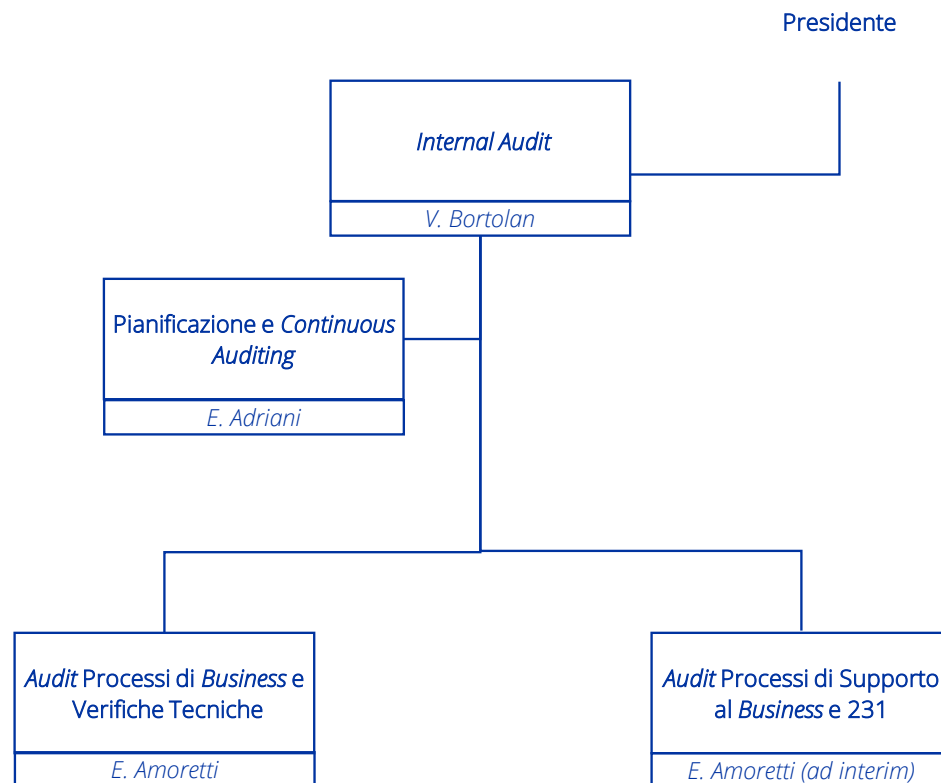 Presidente
Internal Audit
V. Bortolan
Pianificazione e Continuous
Auditing
E. Adriani
Audit Processi di Business e
Verifiche Tecniche
E. Amoretti
Audit Processi di Supporto
al Business e 231
E. Amoretti (ad interim)